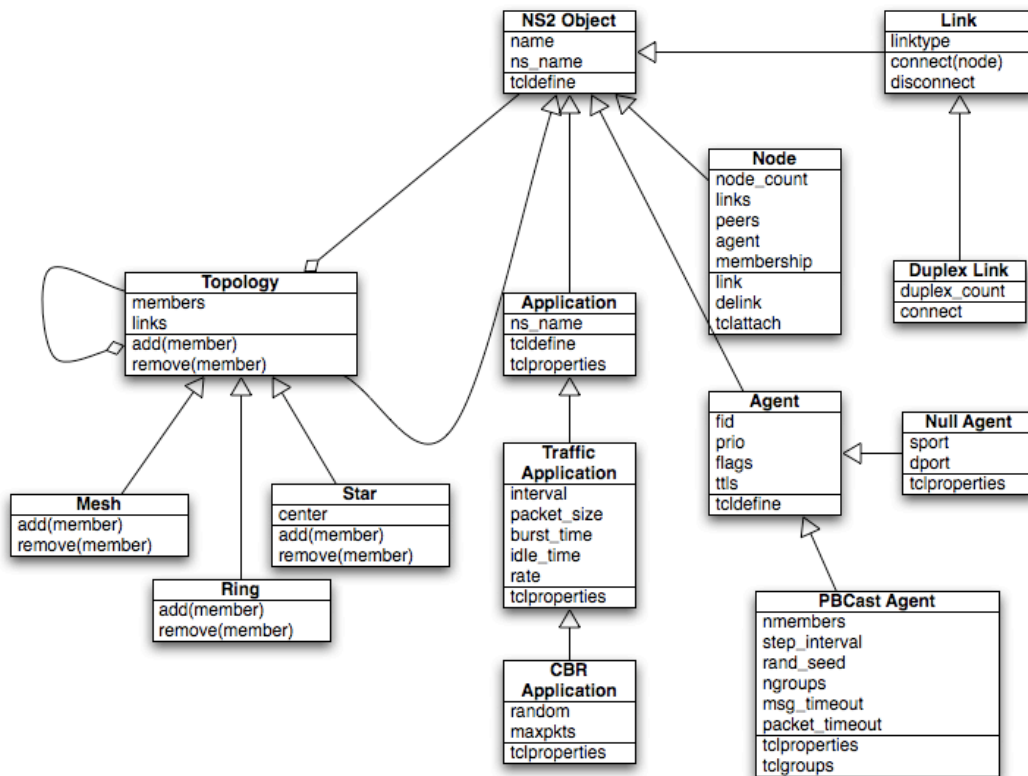 NS2 Object
name
ns_name
tcldefine
Link
linktype
connect(node)
disconnect
Node
node_count
links
peers
agent
membership
link
delink
tclattach
Duplex Link
duplex_count
connect
Topology
members
links
add(member)
remove(member)
Application
ns_name
tcldefine
tclproperties
Agent
fid
prio
flags
ttls
tcldefine
Null Agent
sport
dport
tclproperties
Traffic
Application
interval
packet_size
burst_time
idle_time
rate
tclproperties
Mesh
add(member)
remove(member)
Star
center
add(member)
remove(member)
Ring
add(member)
remove(member)
PBCast Agent
nmembers
step_interval
rand_seed
ngroups
msg_timeout
packet_timeout
tclproperties
tclgroups
CBR
Application
random
maxpkts
tclproperties